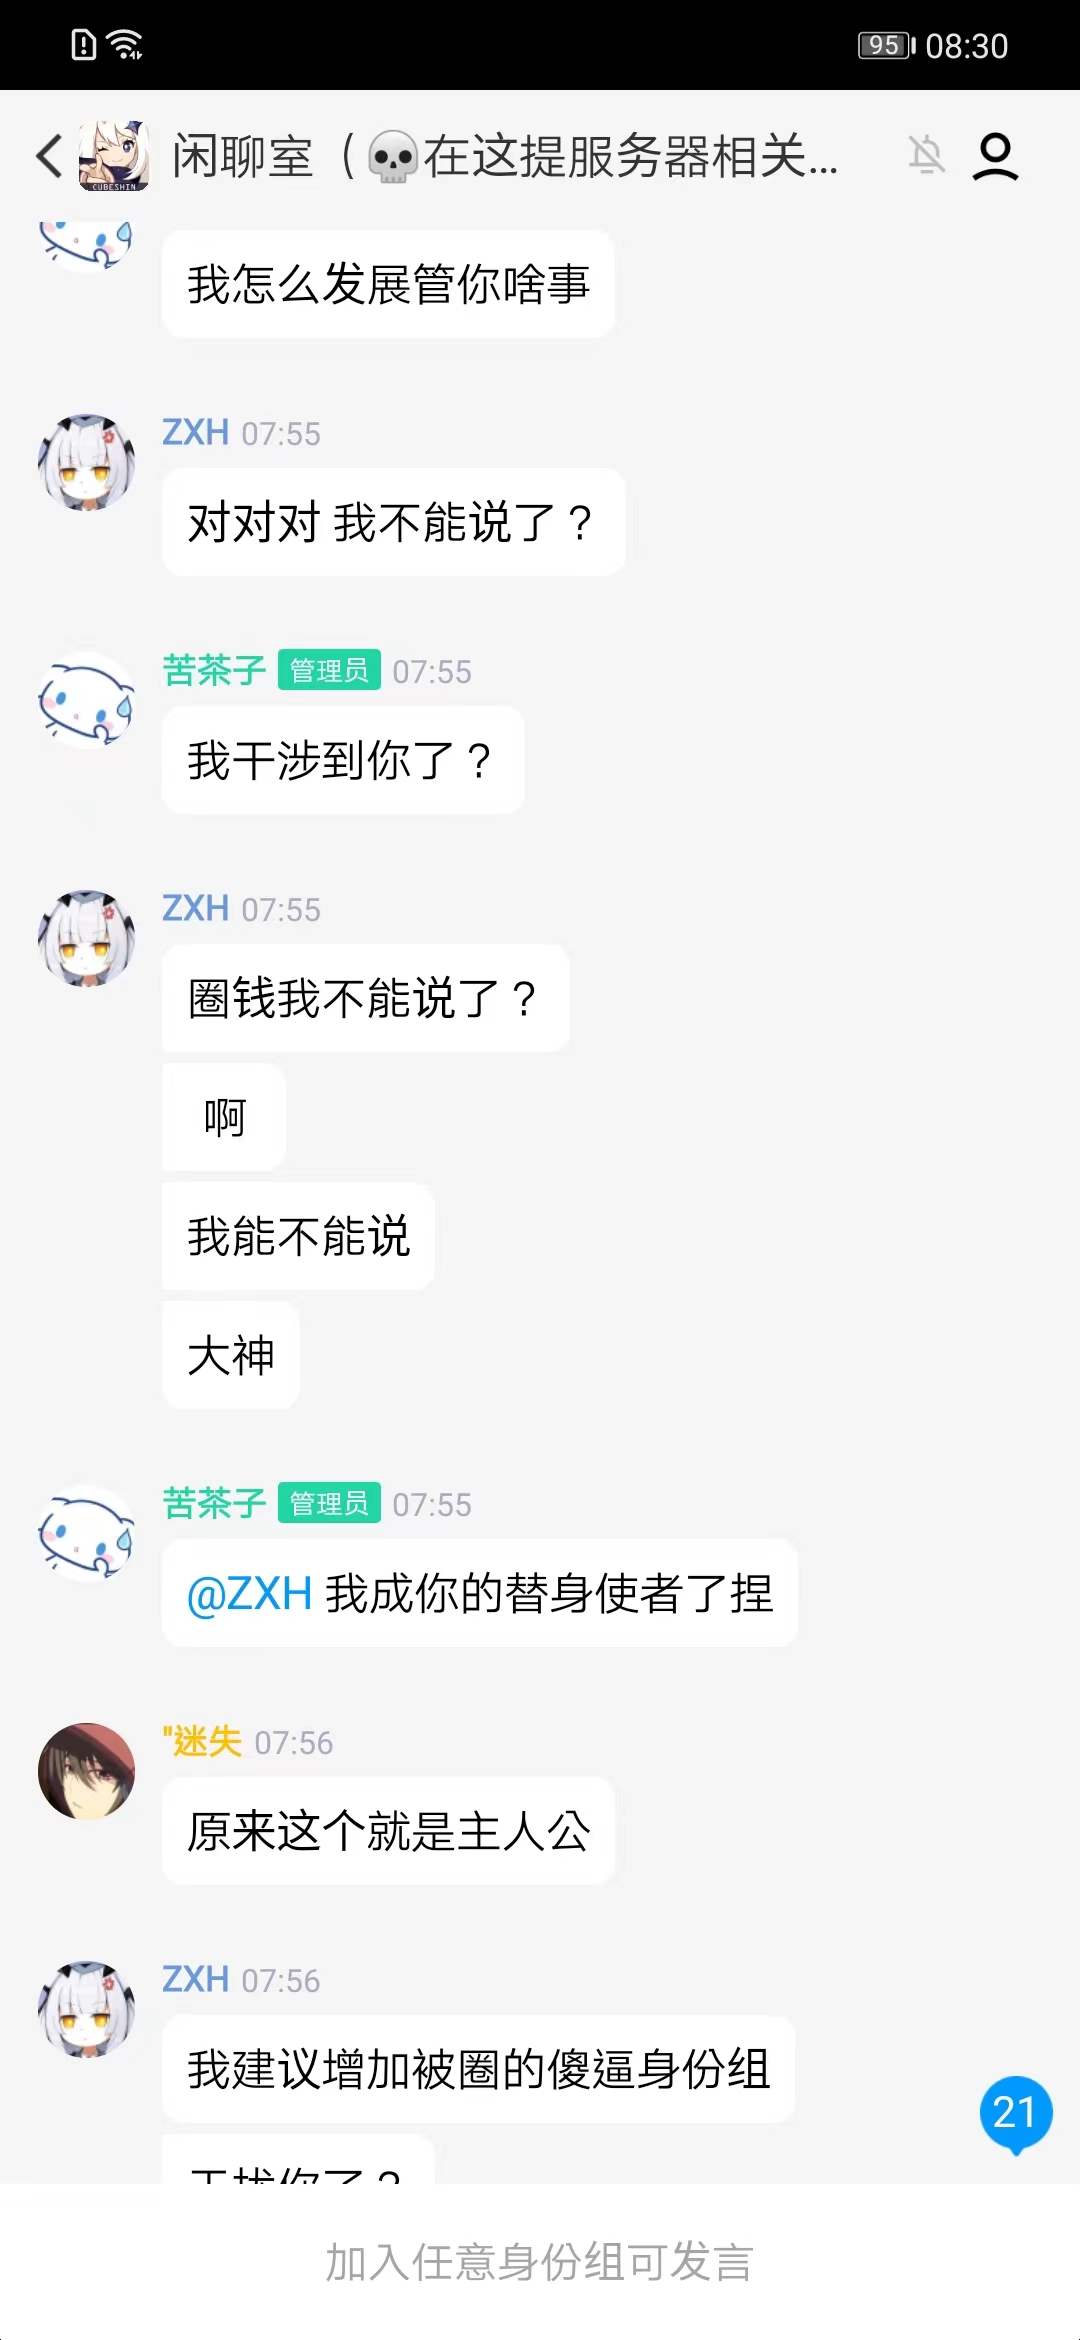 95 08:30
CUBESHIN
闲聊室（💀在这提服务器相关...
我怎么发展管你啥事
ZXH 07:55
对对对 我不能说了？
苦茶子 管理员 07:55
我干涉到你了？
ZXH 07:55
圈钱我不能说了？
啊
我能不能说
大神
苦茶子 管理员 07:55
@ZXH 我成你的替身使者了捏
"迷失 07:56
原来这个就是主人公
ZXH 07:56
我建议增加被圈的傻逼身份组
干扰你了？
21
加入任意身份组可发言